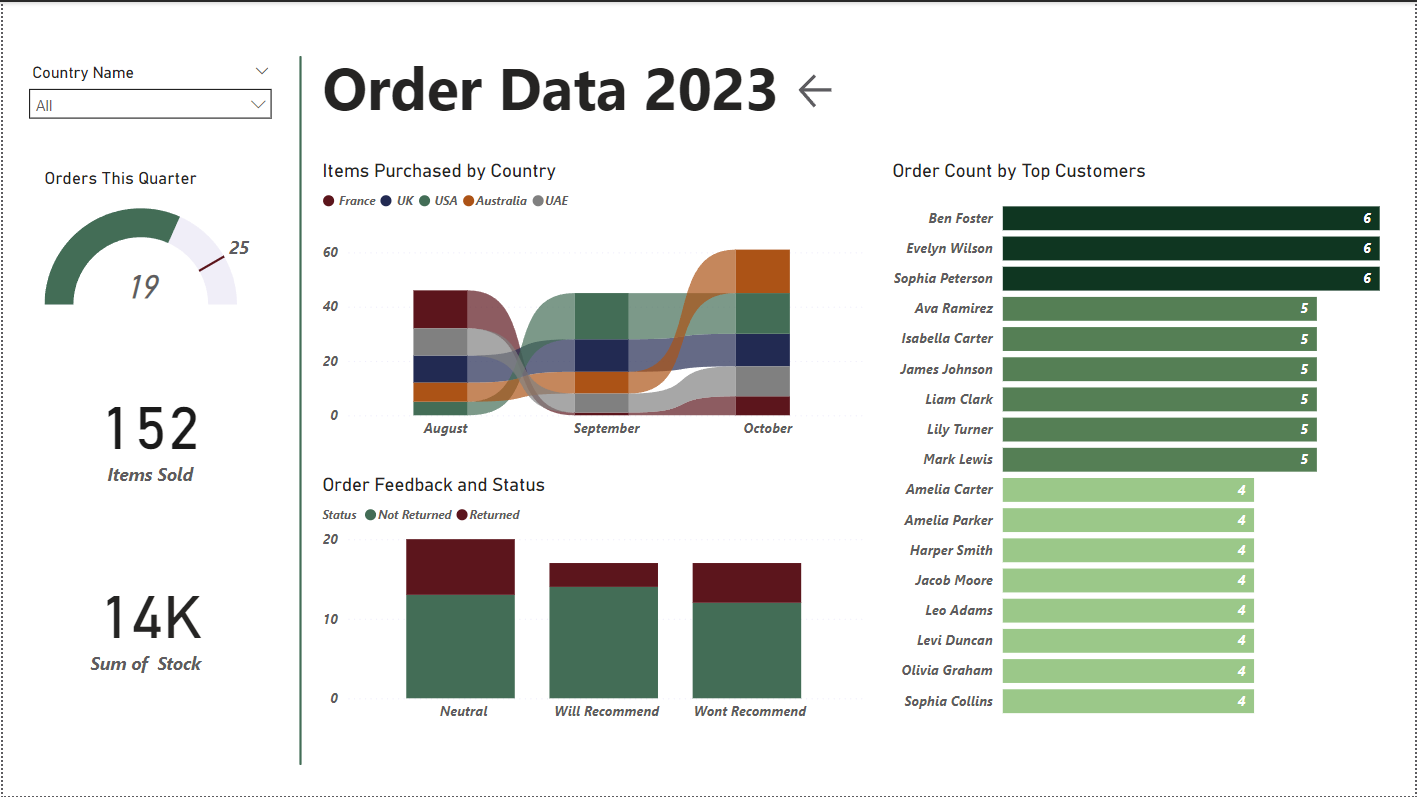 Country Name
All
Orders This Quarter
25
19
152
Items Sold
14K
Sum of Stock
Order Data 2023
Items Purchased by Country
France UK USA Australia UAE
60
40
20
0
August September October
Order Feedback and Status
Status Not Returned Returned
20
10
0
Neutral Will Recommend Wont Recommend
Order Count by Top Customers
Ben Foster 6
Evelyn Wilson 6
Sophia Peterson 6
Ava Ramirez 5
Isabella Carter 5
James Johnson 5
Liam Clark 5
Lily Turner 5
Mark Lewis 5
Amelia Carter 4
Amelia Parker 4
Harper Smith 4
Jacob Moore 4
Leo Adams 4
Levi Duncan 4
Olivia Graham 4
Sophia Collins 4